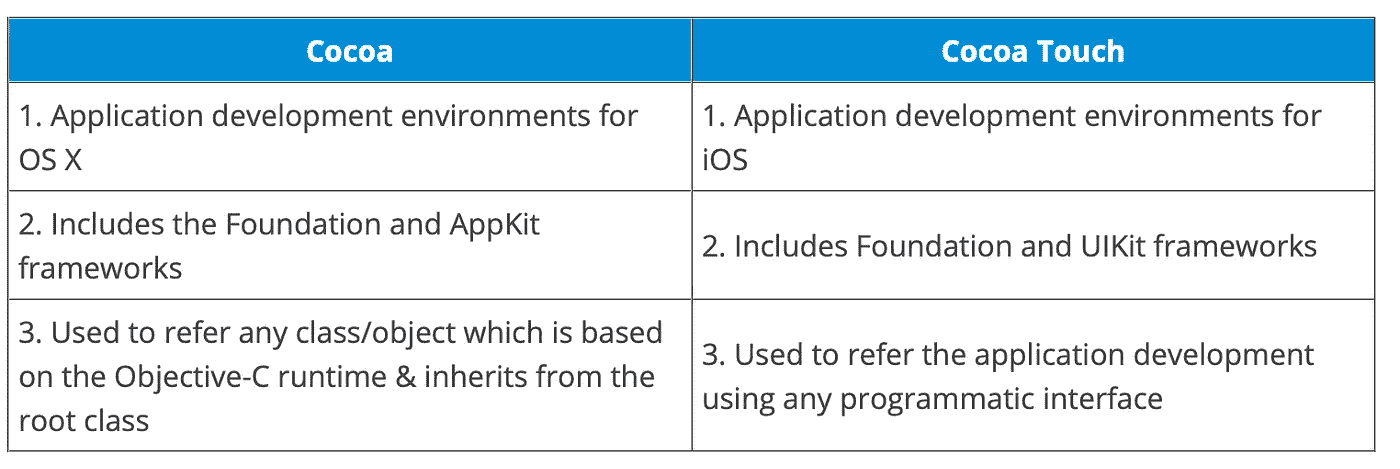 Cocoa
Cocoa Touch
1. Application development environments for
OS X
1. Application development environments for
iOS
2. Includes the Foundation and AppKit
frameworks
2. Includes Foundation and UIKit frameworks
3. Used to refer any class/object which is based
on the Objective-C runtime & inherits from the
root class
3. Used to refer the application development
using any programmatic interface